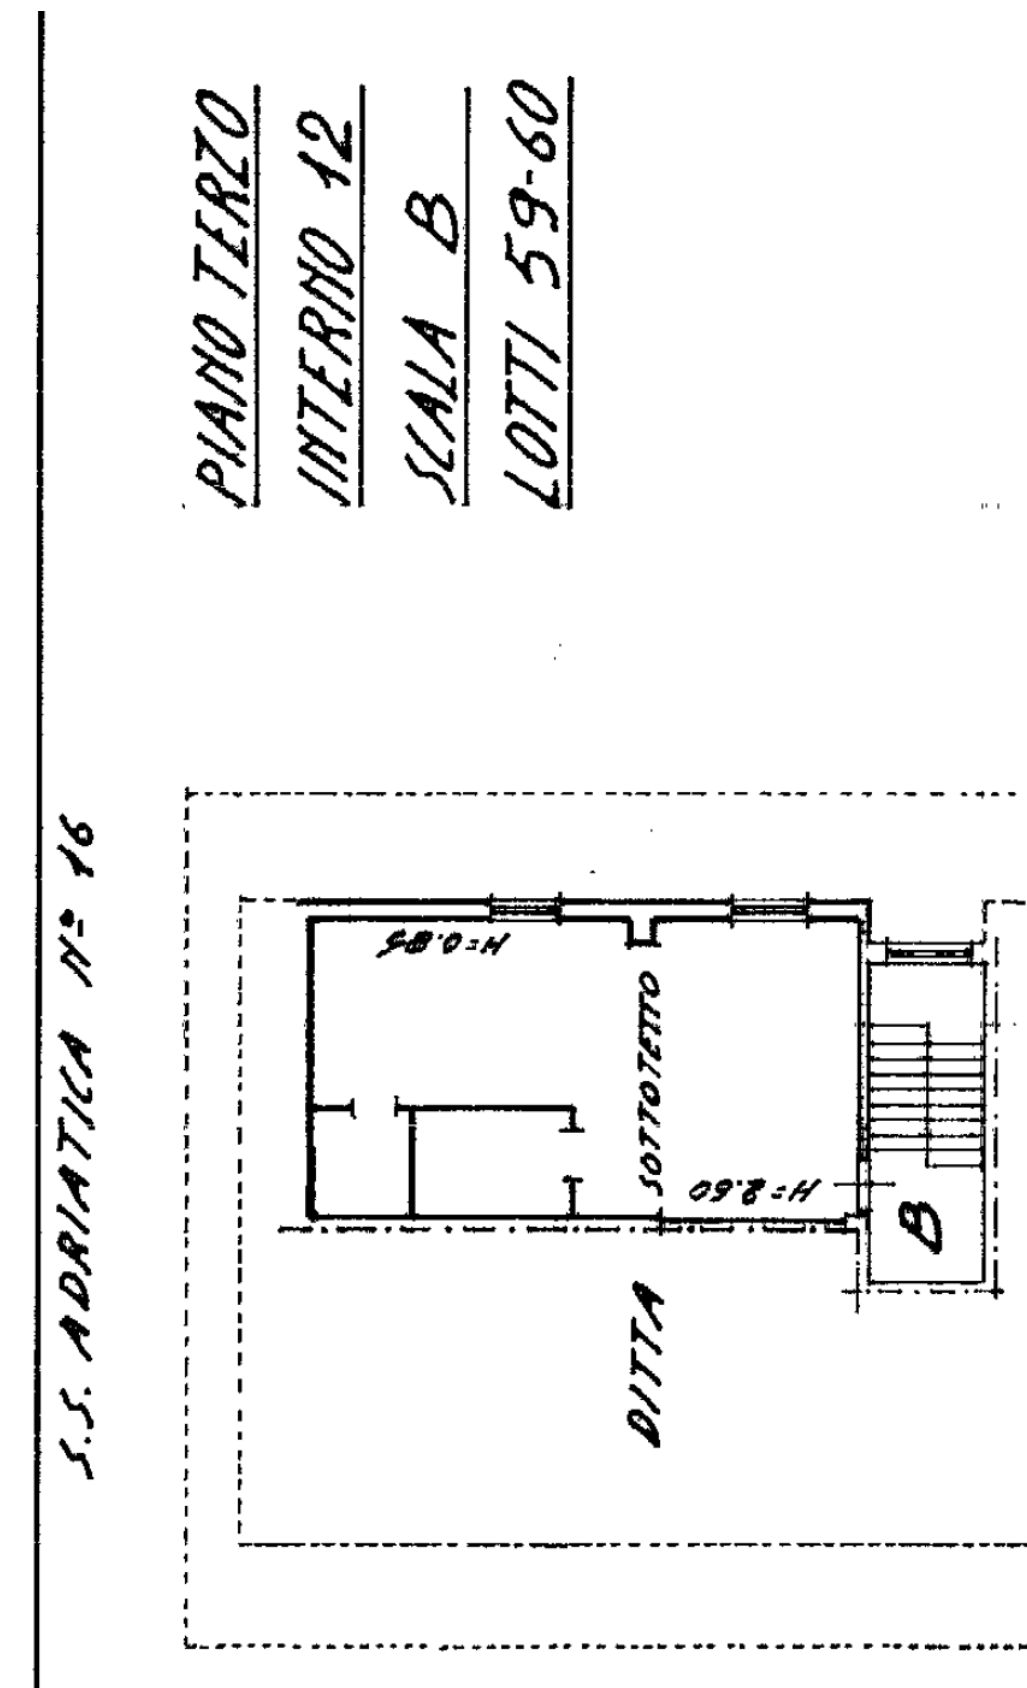 PIANO TERZO
INTERNO 12
SCALA B
LOTTI 59-60
S.S. ADRIATICA N° 16
H=0.85
SOTTOTETTO
H=2.60
B
DITTA